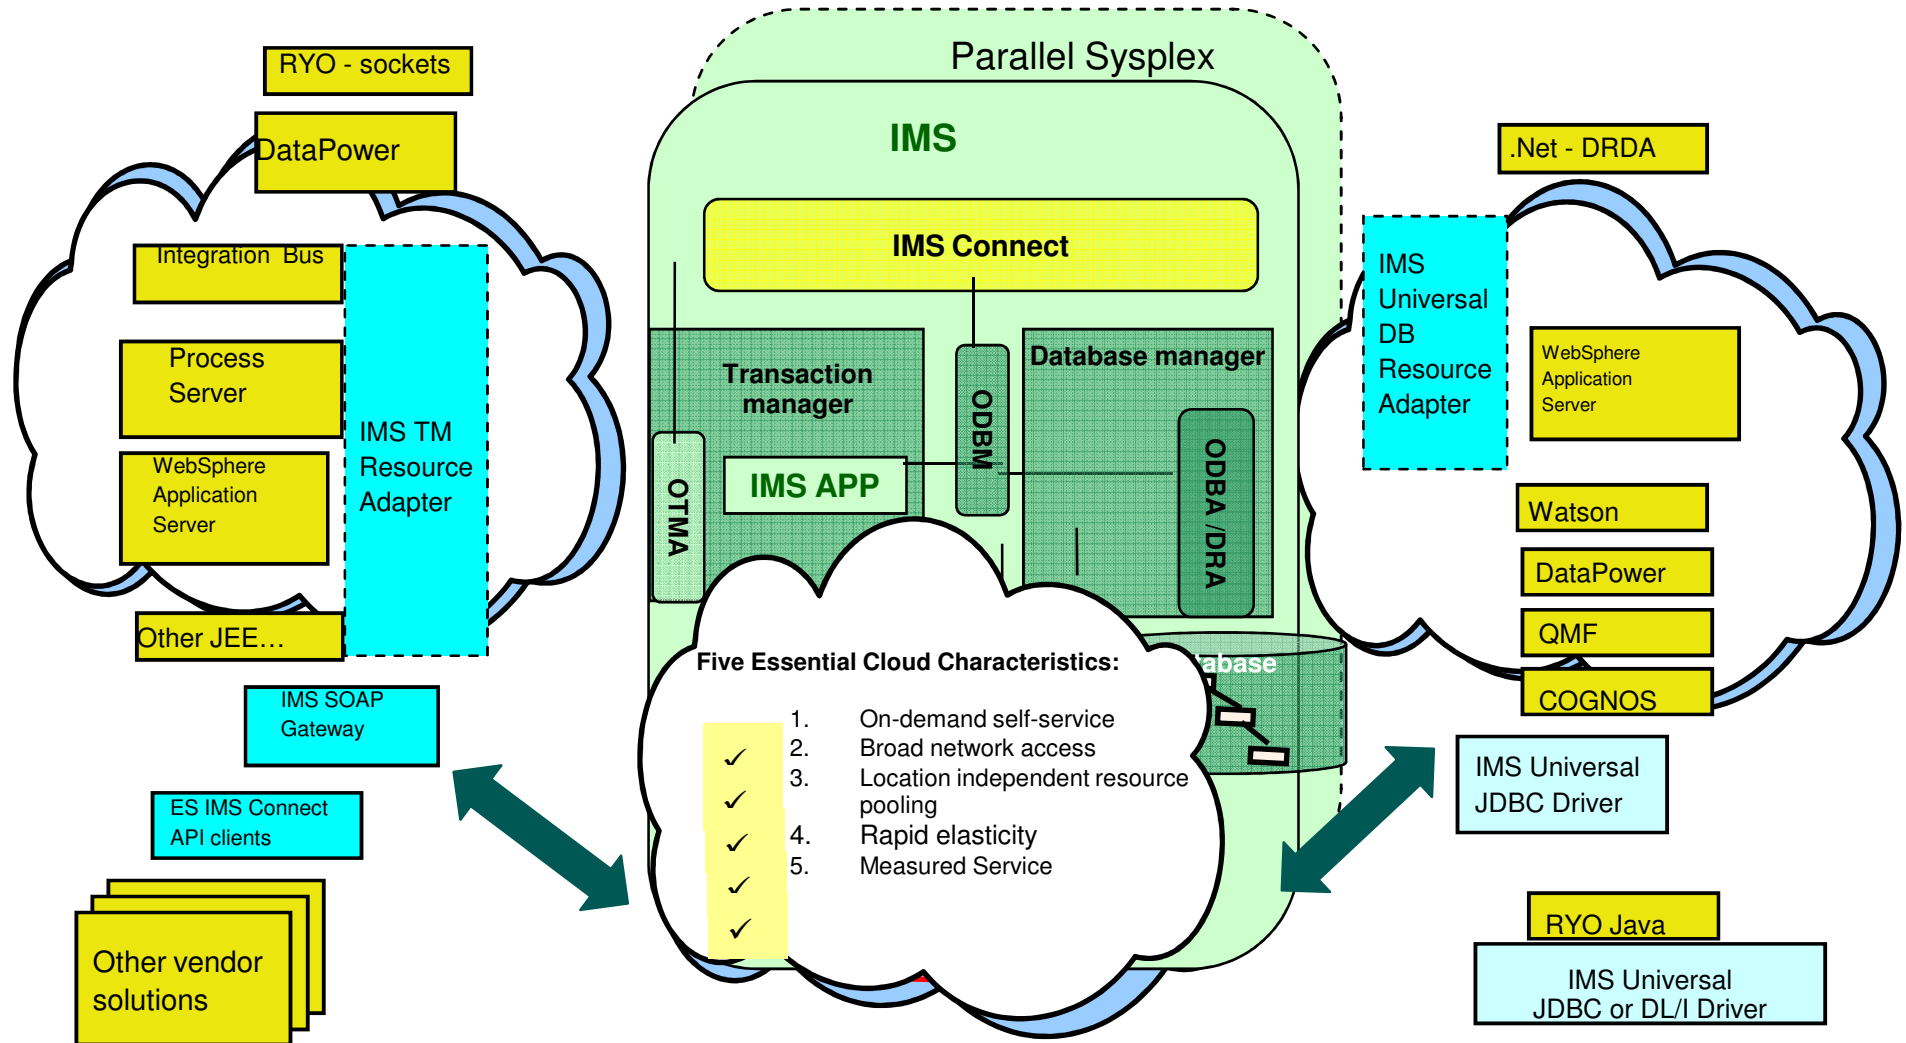 Parallel Sysplex
IMS
IMS Connect
Transaction
manager
Database manager
ODBM
OTMA
IMS APP
ODBA /DRA
abase
RYO - sockets
DataPower
Integration Bus
Process
Server
WebSphere
Application
Server
Other JEE…
IMS TM
Resource
Adapter
IMS SOAP
Gateway
ES IMS Connect
API clients
Other vendor
solutions
Five Essential Cloud Characteristics:
1. On-demand self-service
2. Broad network access
3. Location independent resource
pooling
4. Rapid elasticity
5. Measured Service
✓
✓
✓
✓
✓
.Net - DRDA
IMS
Universal
DB
Resource
Adapter
WebSphere
Application
Server
Watson
DataPower
QMF
COGNOS
IMS Universal
JDBC Driver
RYO Java
IMS Universal
JDBC or DL/I Driver